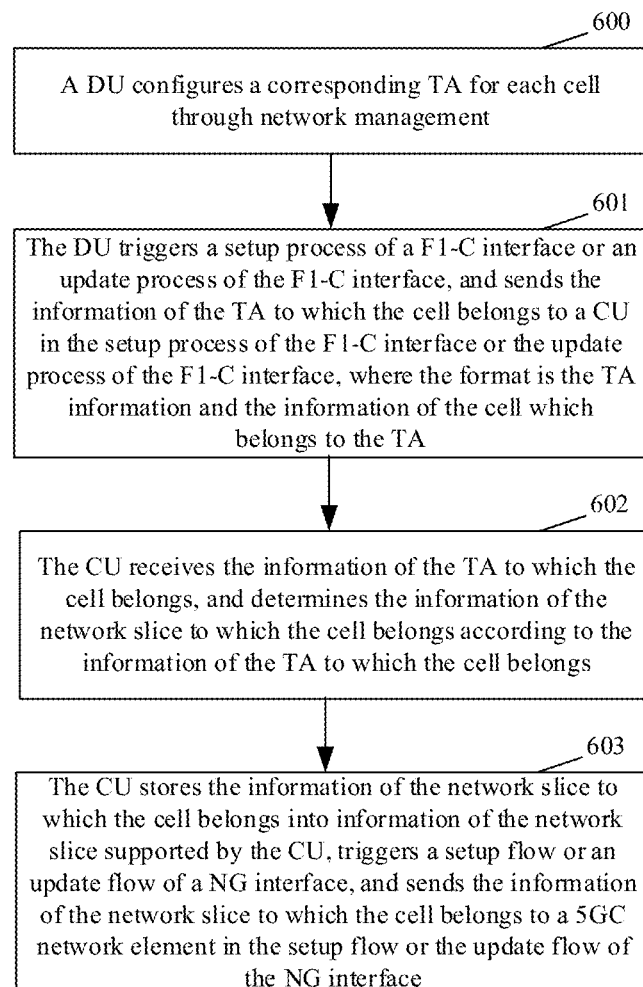 600
A DU configures a corresponding TA for each cell
through network management
601
The DU triggers a setup process of a F1-C interface or an
update process of the F1-C interface, and sends the
information of the TA to which the cell belongs to a CU
in the setup process of the F1-C interface or the update
process of the F1-C interface, where the format is the TA
information and the information of the cell which
belongs to the TA
602
The CU receives the information of the TA to which the
cell belongs, and determines the information of the
network slice to which the cell belongs according to the
information of the TA to which the cell belongs
603
The CU stores the information of the network slice to
which the cell belongs into information of the network
slice supported by the CU, triggers a setup flow or an
update flow of a NG interface, and sends the information
of the network slice to which the cell belongs to a 5GC
network element in the setup flow or the update flow of
the NG interface